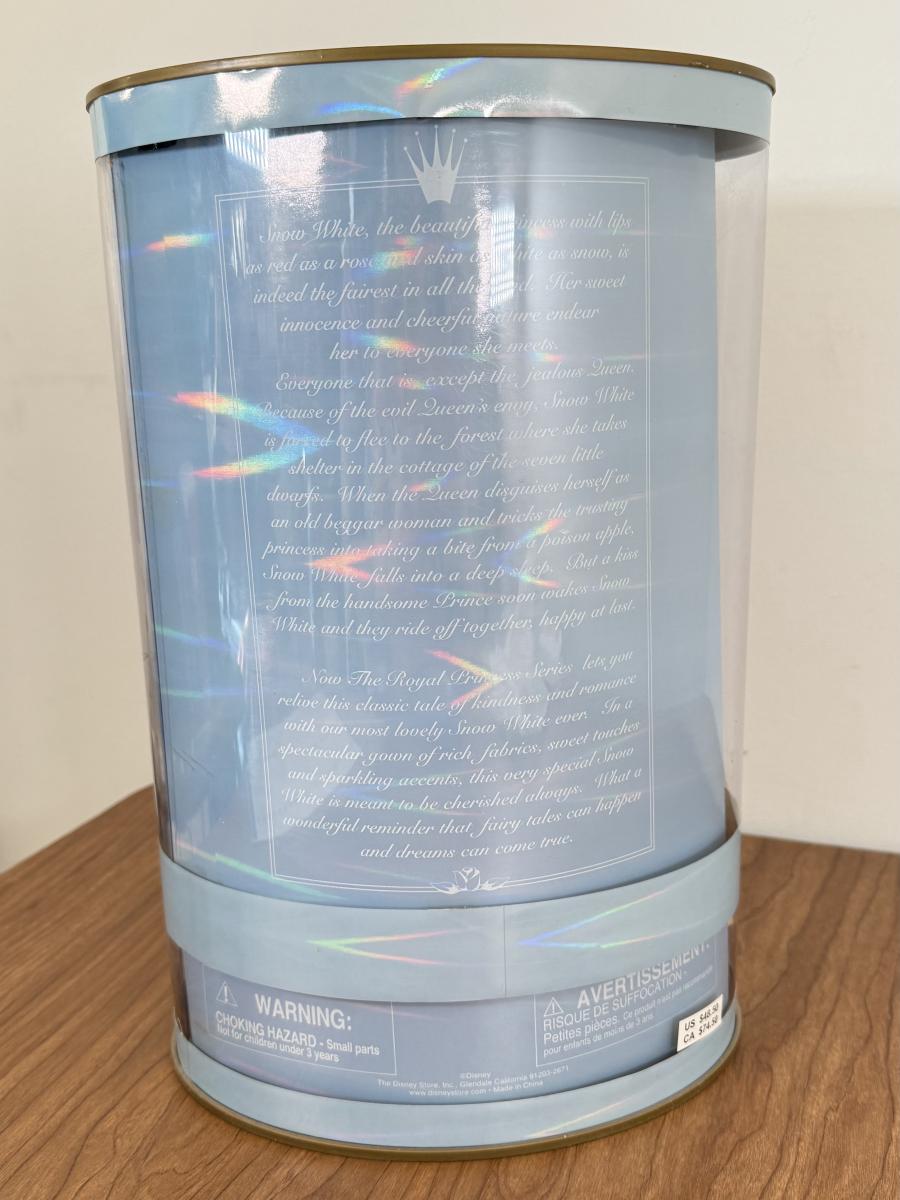 Snow White, the beautiful princess with lips
as red as a rose and skin as white as snow, is
indeed the fairest in all the land. Her sweet
innocence and cheerful nature endear
her to everyone she meets.
Everyone that is, except the jealous Queen.
Because of the evil Queen's envy, Snow White
is forced to flee to the forest where she takes
shelter in the cottage of the seven little
dwarfs. When the Queen disguises herself as
an old beggar woman and tricks the trusting
princess into taking a bite from a poison apple,
Snow White falls into a deep sleep. But a kiss
from the handsome Prince soon wakes Snow
White and they ride off together, happy at last.
Now The Royal Princess Series lets you
relive this classic tale of kindness and romance
with our most lovely Snow White ever. In a
spectacular gown of rich fabrics, sweet touches
and sparkling accents, this very special Snow
White is meant to be cherished always. What a
wonderful reminder that fairy tales can happen
and dreams can come true.
WARNING:
CHOKING HAZARD - Small parts
Not for children under 3 years
AVERTISSEMENT:
RISQUE DE SUFFOCATION -
Petites pièces. Ce produit n'est pas recommandé
pour enfants de moins de 3 ans.
US $48.50
CA $74.50
©Disney
The Disney Store, Inc., Glendale California 91203-2671
www.disneystore.com • Made in China